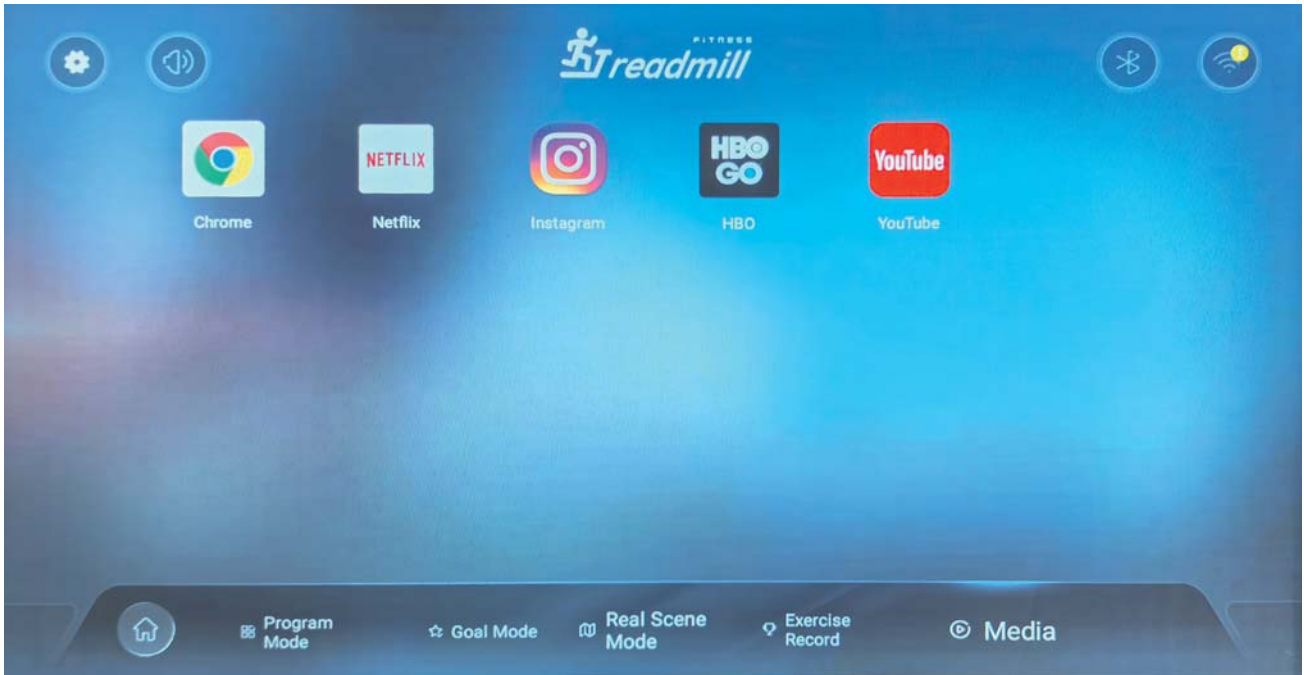 FITNESS
Treadmill
NETFLIX
HBO
GO
YouTube
Chrome
Netflix
Instagram
HBO
YouTube
Program
Mode
Goal Mode
Real Scene
Mode
Exercise
Record
Media